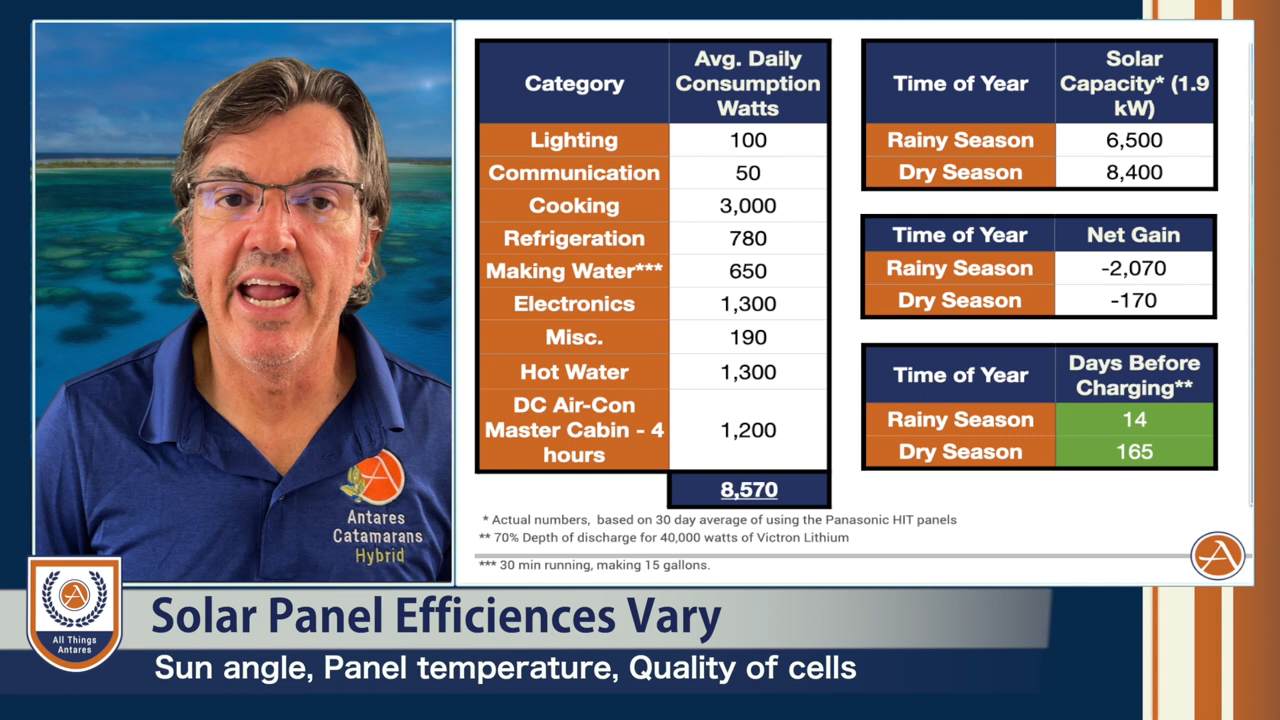 Category Avg. Daily Consumption Watts
Lighting 100
Communication 50
Cooking 3,000
Refrigeration 780
Making Water*** 650
Electronics 1,300
Misc. 190
Hot Water 1,300
DC Air-Con Master Cabin - 4 hours 1,200
8,570
Time of Year Solar Capacity* (1.9 kW)
Rainy Season 6,500
Dry Season 8,400
Time of Year Net Gain
Rainy Season -2,070
Dry Season -170
Time of Year Days Before Charging**
Rainy Season 14
Dry Season 165
* Actual numbers, based on 30 day average of using the Panasonic HIT panels
** 70% Depth of discharge for 40,000 watts of Victron Lithium
*** 30 min running, making 15 gallons.
Antares
Catamarans
Hybrid
All Things
Antares
Solar Panel Efficiences Vary
Sun angle, Panel temperature, Quality of cells